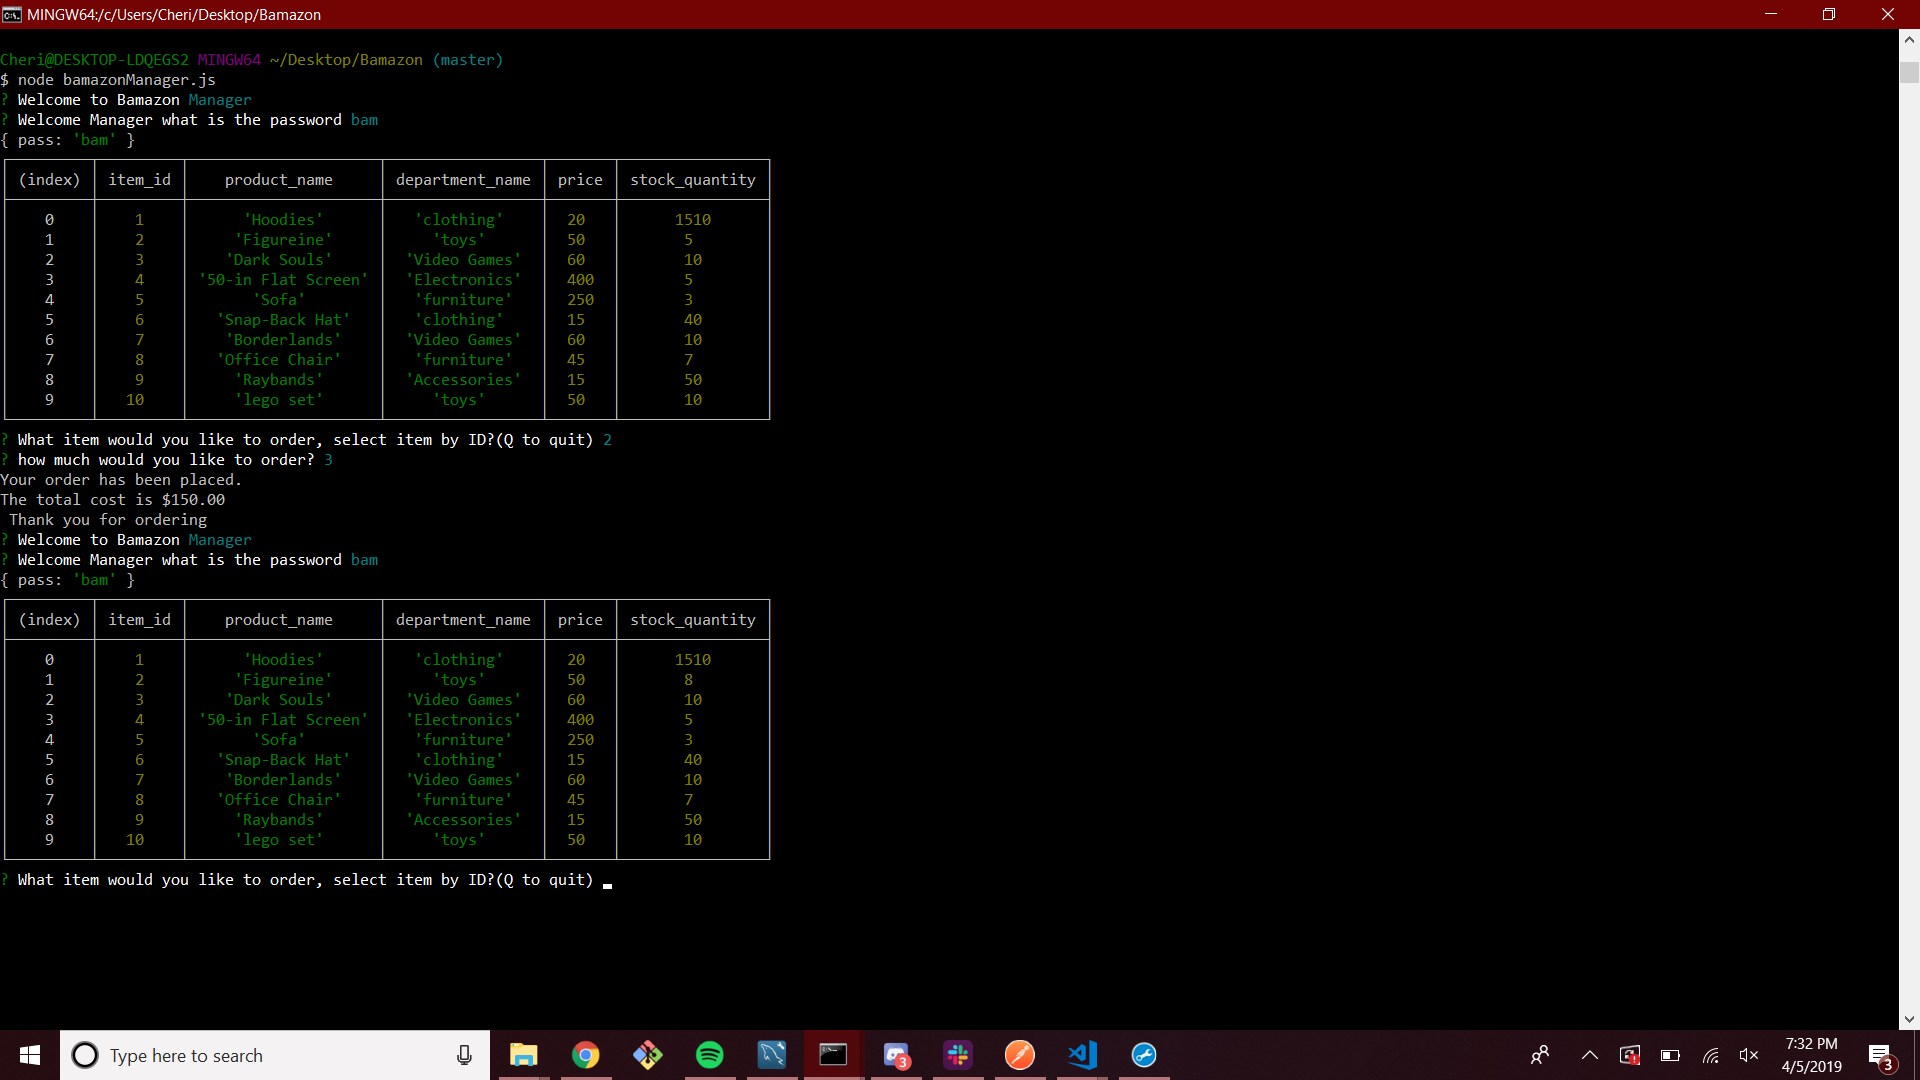 MINGW64:/c/Users/Cheri/Desktop/Bamazon
Cheri@DESKTOP-LDQEGS2 MINGW64 ~/Desktop/Bamazon (master)
$ node bamazonManager.js
? Welcome to Bamazon Manager
? Welcome Manager what is the password bam
{ pass: 'bam' }
(index) item_id product_name department_name price stock_quantity
0 1 'Hoodies' 'clothing' 20 1510
1 2 'Figureine' 'toys' 50 5
2 3 'Dark Souls' 'Video Games' 60 10
3 4 '50-in Flat Screen' 'Electronics' 400 5
4 5 'Sofa' 'furniture' 250 3
5 6 'Snap-Back Hat' 'clothing' 15 40
6 7 'Borderlands' 'Video Games' 60 10
7 8 'Office Chair' 'furniture' 45 7
8 9 'Raybands' 'Accessories' 15 50
9 10 'lego set' 'toys' 50 10
? What item would you like to order, select item by ID?(Q to quit) 2
? how much would you like to order? 3
Your order has been placed.
The total cost is $150.00
Thank you for ordering
? Welcome to Bamazon Manager
? Welcome Manager what is the password bam
{ pass: 'bam' }
(index) item_id product_name department_name price stock_quantity
0 1 'Hoodies' 'clothing' 20 1510
1 2 'Figureine' 'toys' 50 8
2 3 'Dark Souls' 'Video Games' 60 10
3 4 '50-in Flat Screen' 'Electronics' 400 5
4 5 'Sofa' 'furniture' 250 3
5 6 'Snap-Back Hat' 'clothing' 15 40
6 7 'Borderlands' 'Video Games' 60 10
7 8 'Office Chair' 'furniture' 45 7
8 9 'Raybands' 'Accessories' 15 50
9 10 'lego set' 'toys' 50 10
? What item would you like to order, select item by ID?(Q to quit)
Type here to search
3
7:32 PM
4/5/2019
3